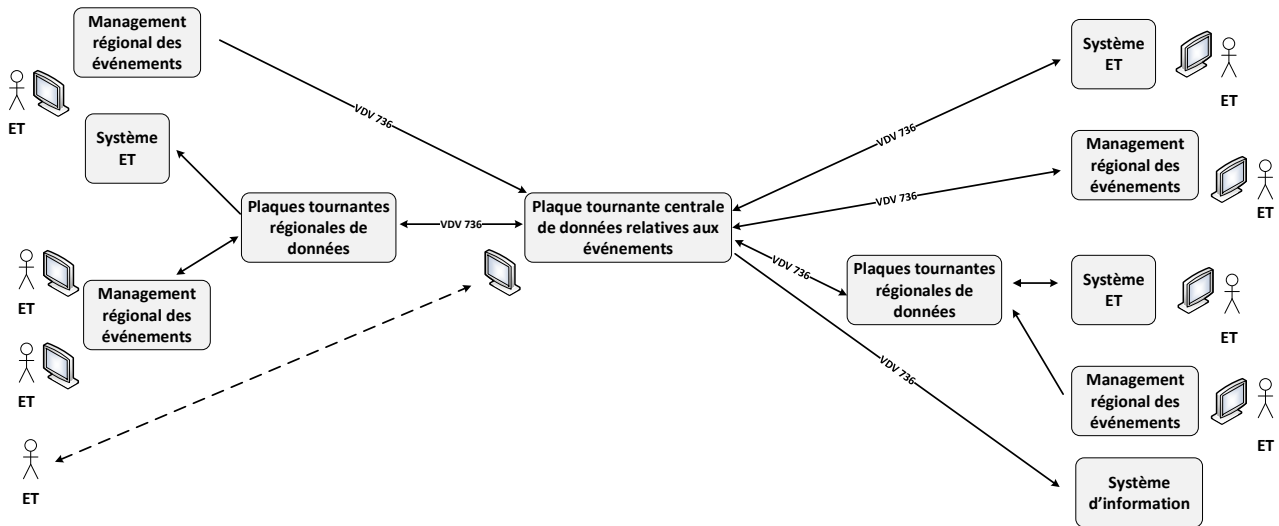 Management
régional des
événements
ET
Système
ET
VDV 736
Plaques tournantes
régionales de
données
VDV 736
Plaque tournante centrale
de données relatives aux
événements
ET
Management
régional des
événements
ET
ET
VDV 736
Système
ET
ET
VDV 736
Management
régional des
événements
ET
VDV 736
Plaques tournantes
régionales de
données
Système
ET
ET
VDV 736
Management
régional des
événements
ET
Système
d'information